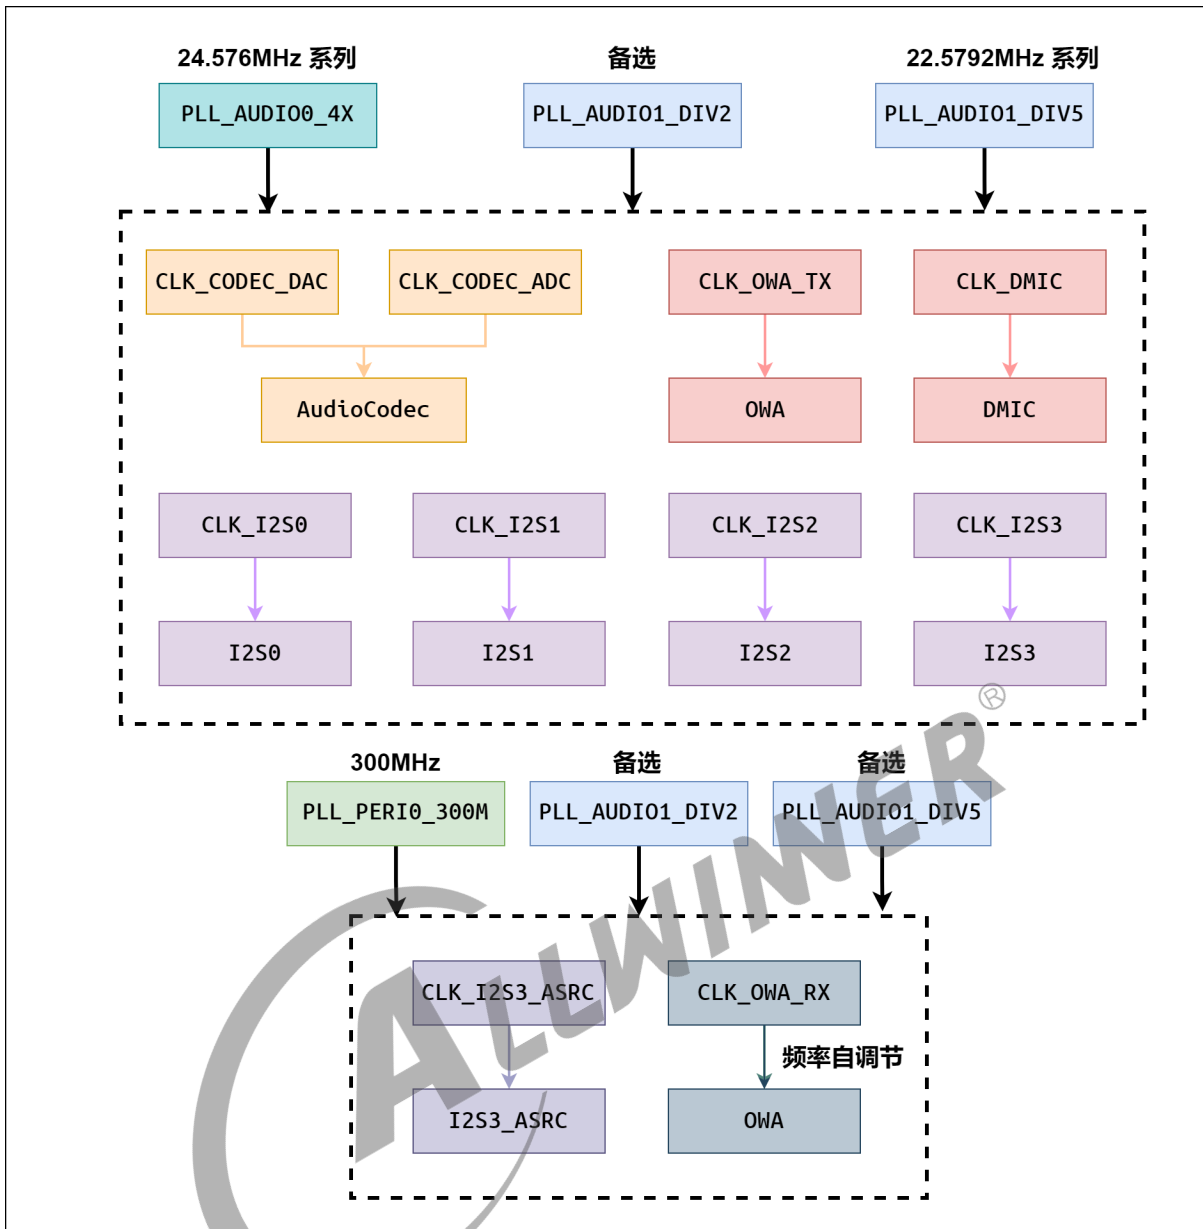 24.576MHz 系列
备选
22.5792MHz 系列
PLL_AUDIO0_4X
PLL_AUDIO1_DIV2
PLL_AUDIO1_DIV5
CLK_CODEC_DAC
CLK_CODEC_ADC
CLK_OWA_TX
CLK_DMIC
AudioCodec
OWA
DMIC
CLK_I2S0
CLK_I2S1
CLK_I2S2
CLK_I2S3
I2S0
I2S1
I2S2
I2S3
300MHz
备选
备选
PLL_PERI0_300M
PLL_AUDIO1_DIV2
PLL_AUDIO1_DIV5
CLK_I2S3_ASRC
CLK_OWA_RX
频率自调节
I2S3_ASRC
OWA
ALLWINNER®